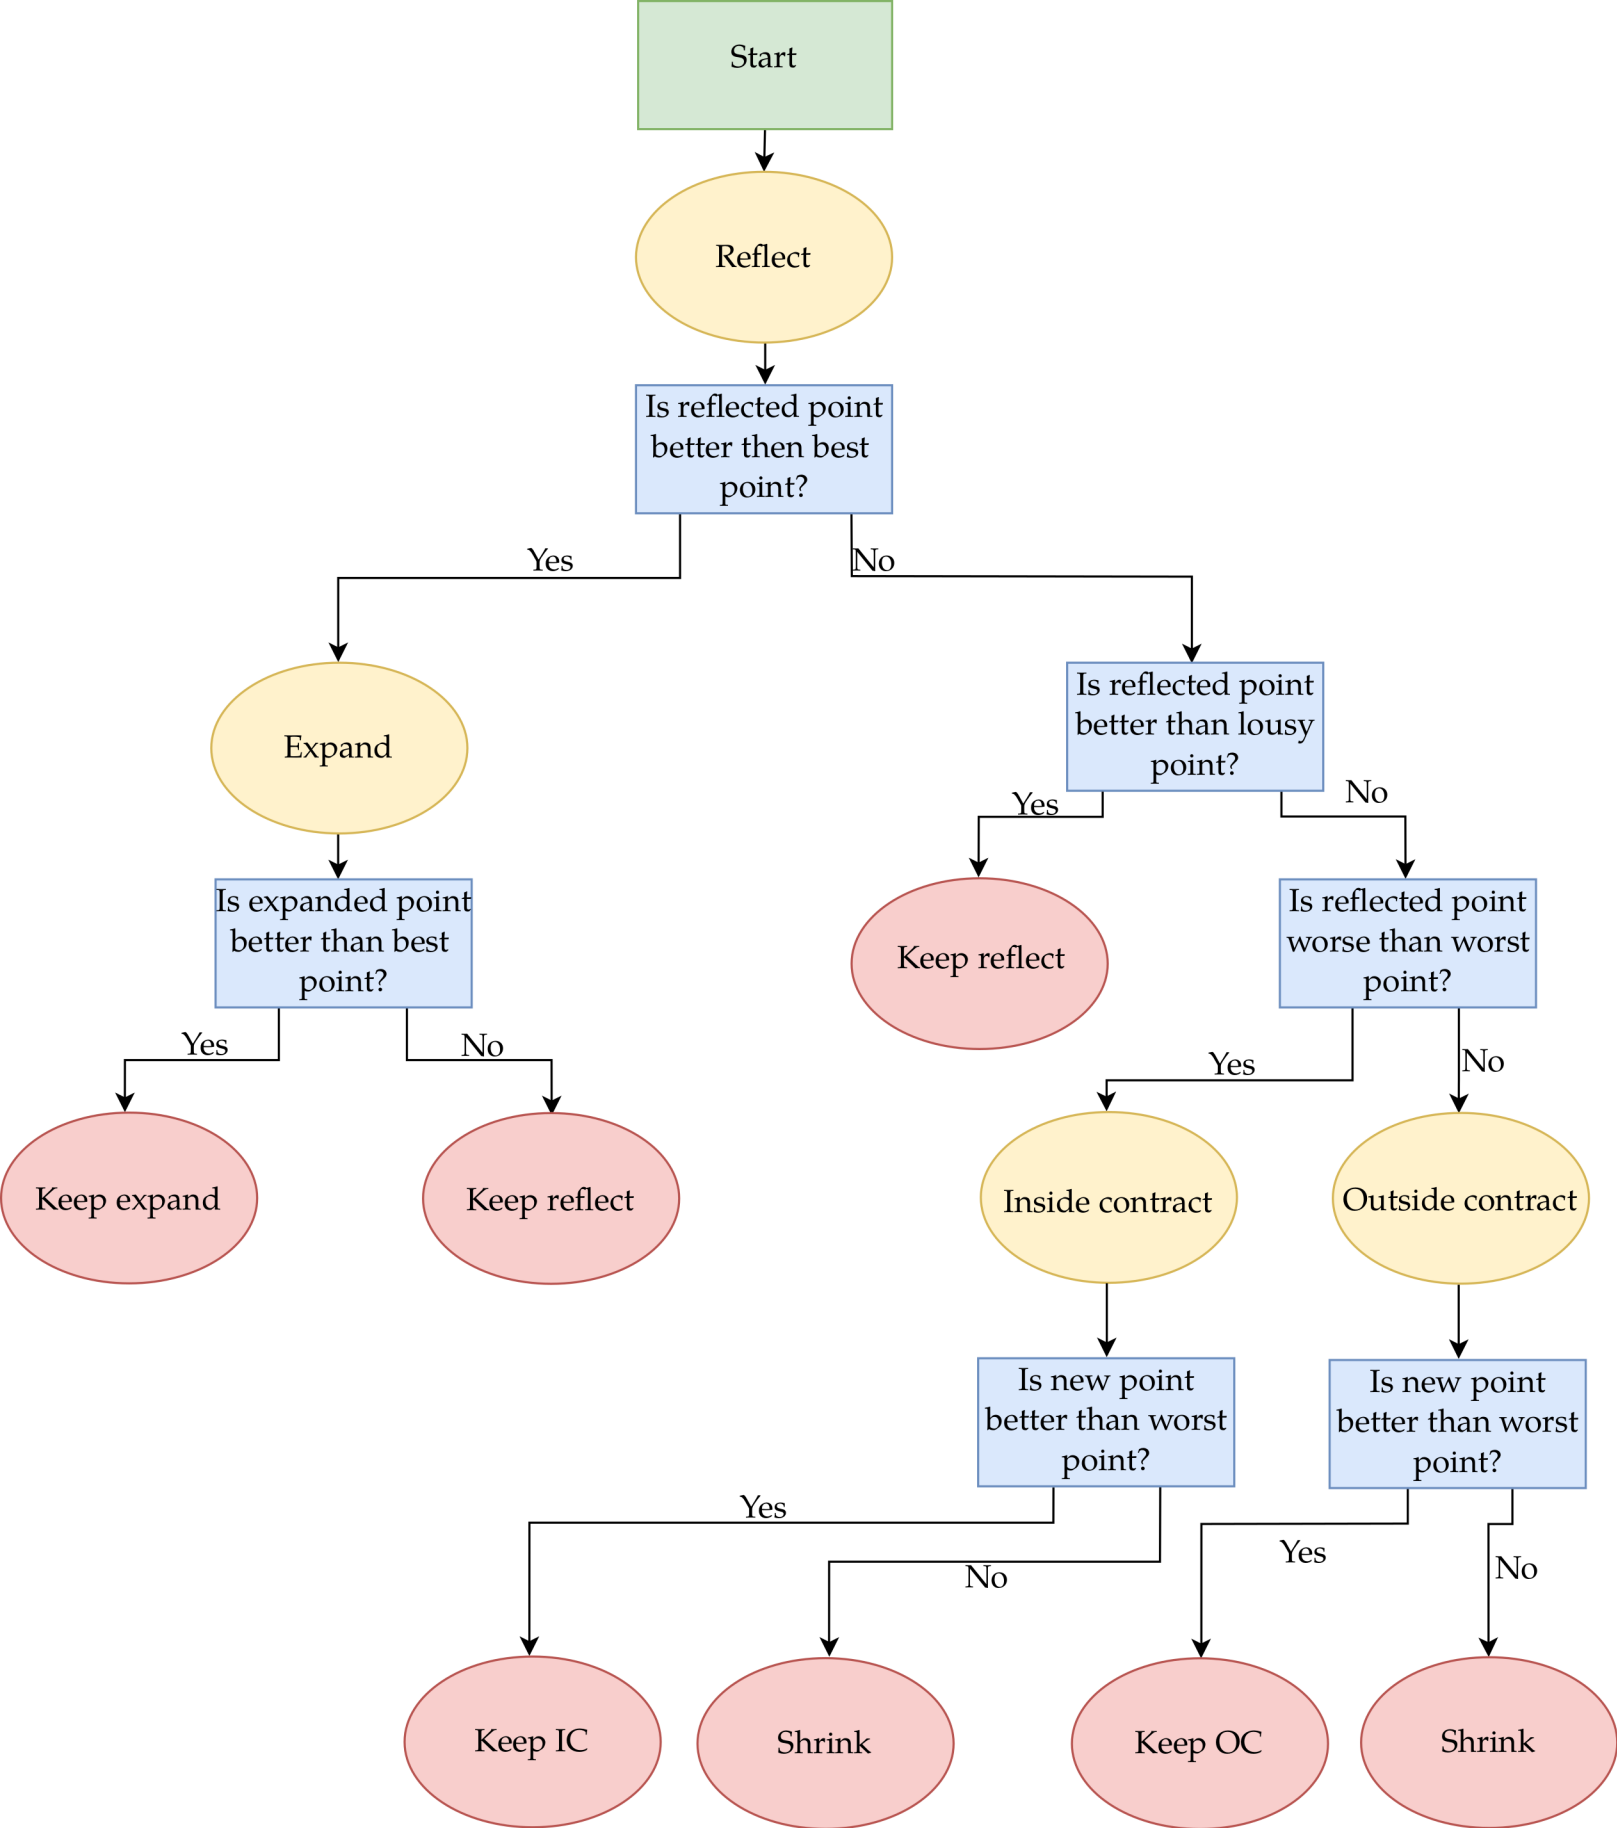 Start
Reflect
Is reflected point
better then best
point?
Yes
No
Expand
Is reflected point
better than lousy
point?
Yes
No
Is expanded point
better than best
point?
Keep reflect
Is reflected point
worse than worst
point?
Yes
No
Yes
No
Keep expand
Keep reflect
Inside contract
Outside contract
Is new point
better than worst
point?
Is new point
better than worst
point?
Yes
No
Yes
No
Keep IC
Shrink
Keep OC
Shrink